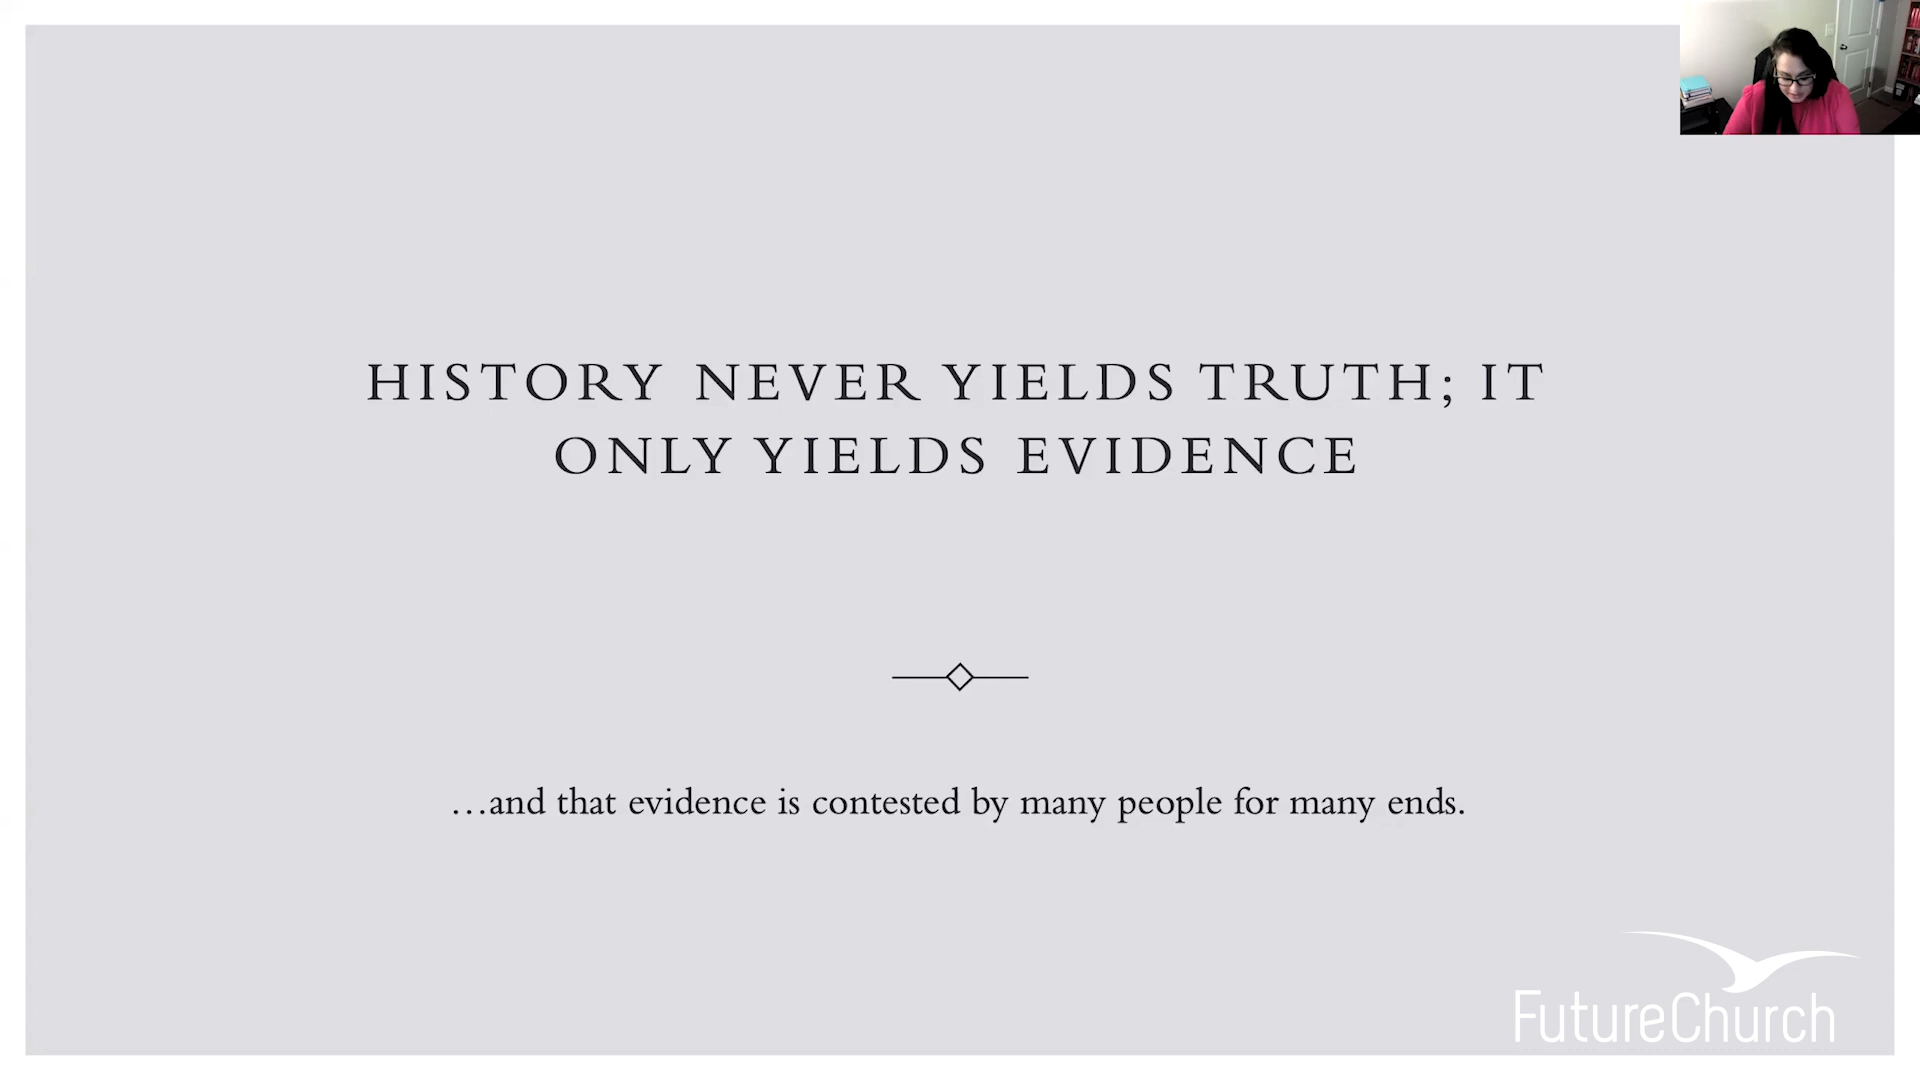 HISTORY NEVER YIELDS TRUTH; IT
ONLY YIELDS EVIDENCE
…and that evidence is contested by many people for many ends.
FutureChurch